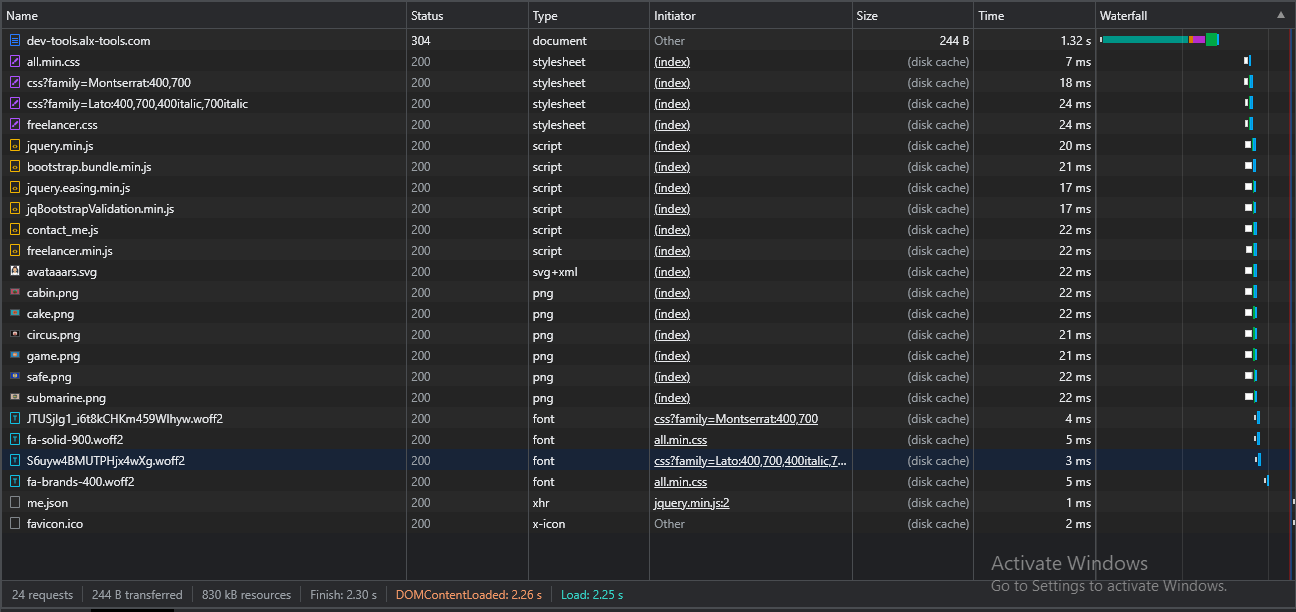 Name Status Type Initiator Size Time Waterfall
dev-tools.alx-tools.com 304 document Other 244 B 1.32 s
all.min.css 200 stylesheet (index) (disk cache) 7 ms
css?family=Montserrat:400,700 200 stylesheet (index) (disk cache) 18 ms
css?family=Lato:400,700,400italic,700italic 200 stylesheet (index) (disk cache) 24 ms
freelancer.css 200 stylesheet (index) (disk cache) 24 ms
jquery.min.js 200 script (index) (disk cache) 20 ms
bootstrap.bundle.min.js 200 script (index) (disk cache) 21 ms
jquery.easing.min.js 200 script (index) (disk cache) 17 ms
jqBootstrapValidation.min.js 200 script (index) (disk cache) 17 ms
contact_me.js 200 script (index) (disk cache) 22 ms
freelancer.min.js 200 script (index) (disk cache) 22 ms
avataaars.svg 200 svg+xml (index) (disk cache) 22 ms
cabin.png 200 png (index) (disk cache) 22 ms
cake.png 200 png (index) (disk cache) 22 ms
circus.png 200 png (index) (disk cache) 21 ms
game.png 200 png (index) (disk cache) 21 ms
safe.png 200 png (index) (disk cache) 22 ms
submarine.png 200 png (index) (disk cache) 22 ms
JTUSjIg1_i6t8kCHKm459Wlhyw.woff2 200 font css?family=Montserrat:400,700 (disk cache) 4 ms
fa-solid-900.woff2 200 font all.min.css (disk cache) 5 ms
S6uyw4BMUTPHjx4wXg.woff2 200 font css?family=Lato:400,700,400italic,7... (disk cache) 3 ms
fa-brands-400.woff2 200 font all.min.css (disk cache) 5 ms
me.json 200 xhr jquery.min.js:2 (disk cache) 1 ms
favicon.ico 200 x-icon Other (disk cache) 2 ms
Activate Windows
Go to Settings to activate Windows.
24 requests 244 B transferred 830 kB resources Finish: 2.30 s DOMContentLoaded: 2.26 s Load: 2.25 s